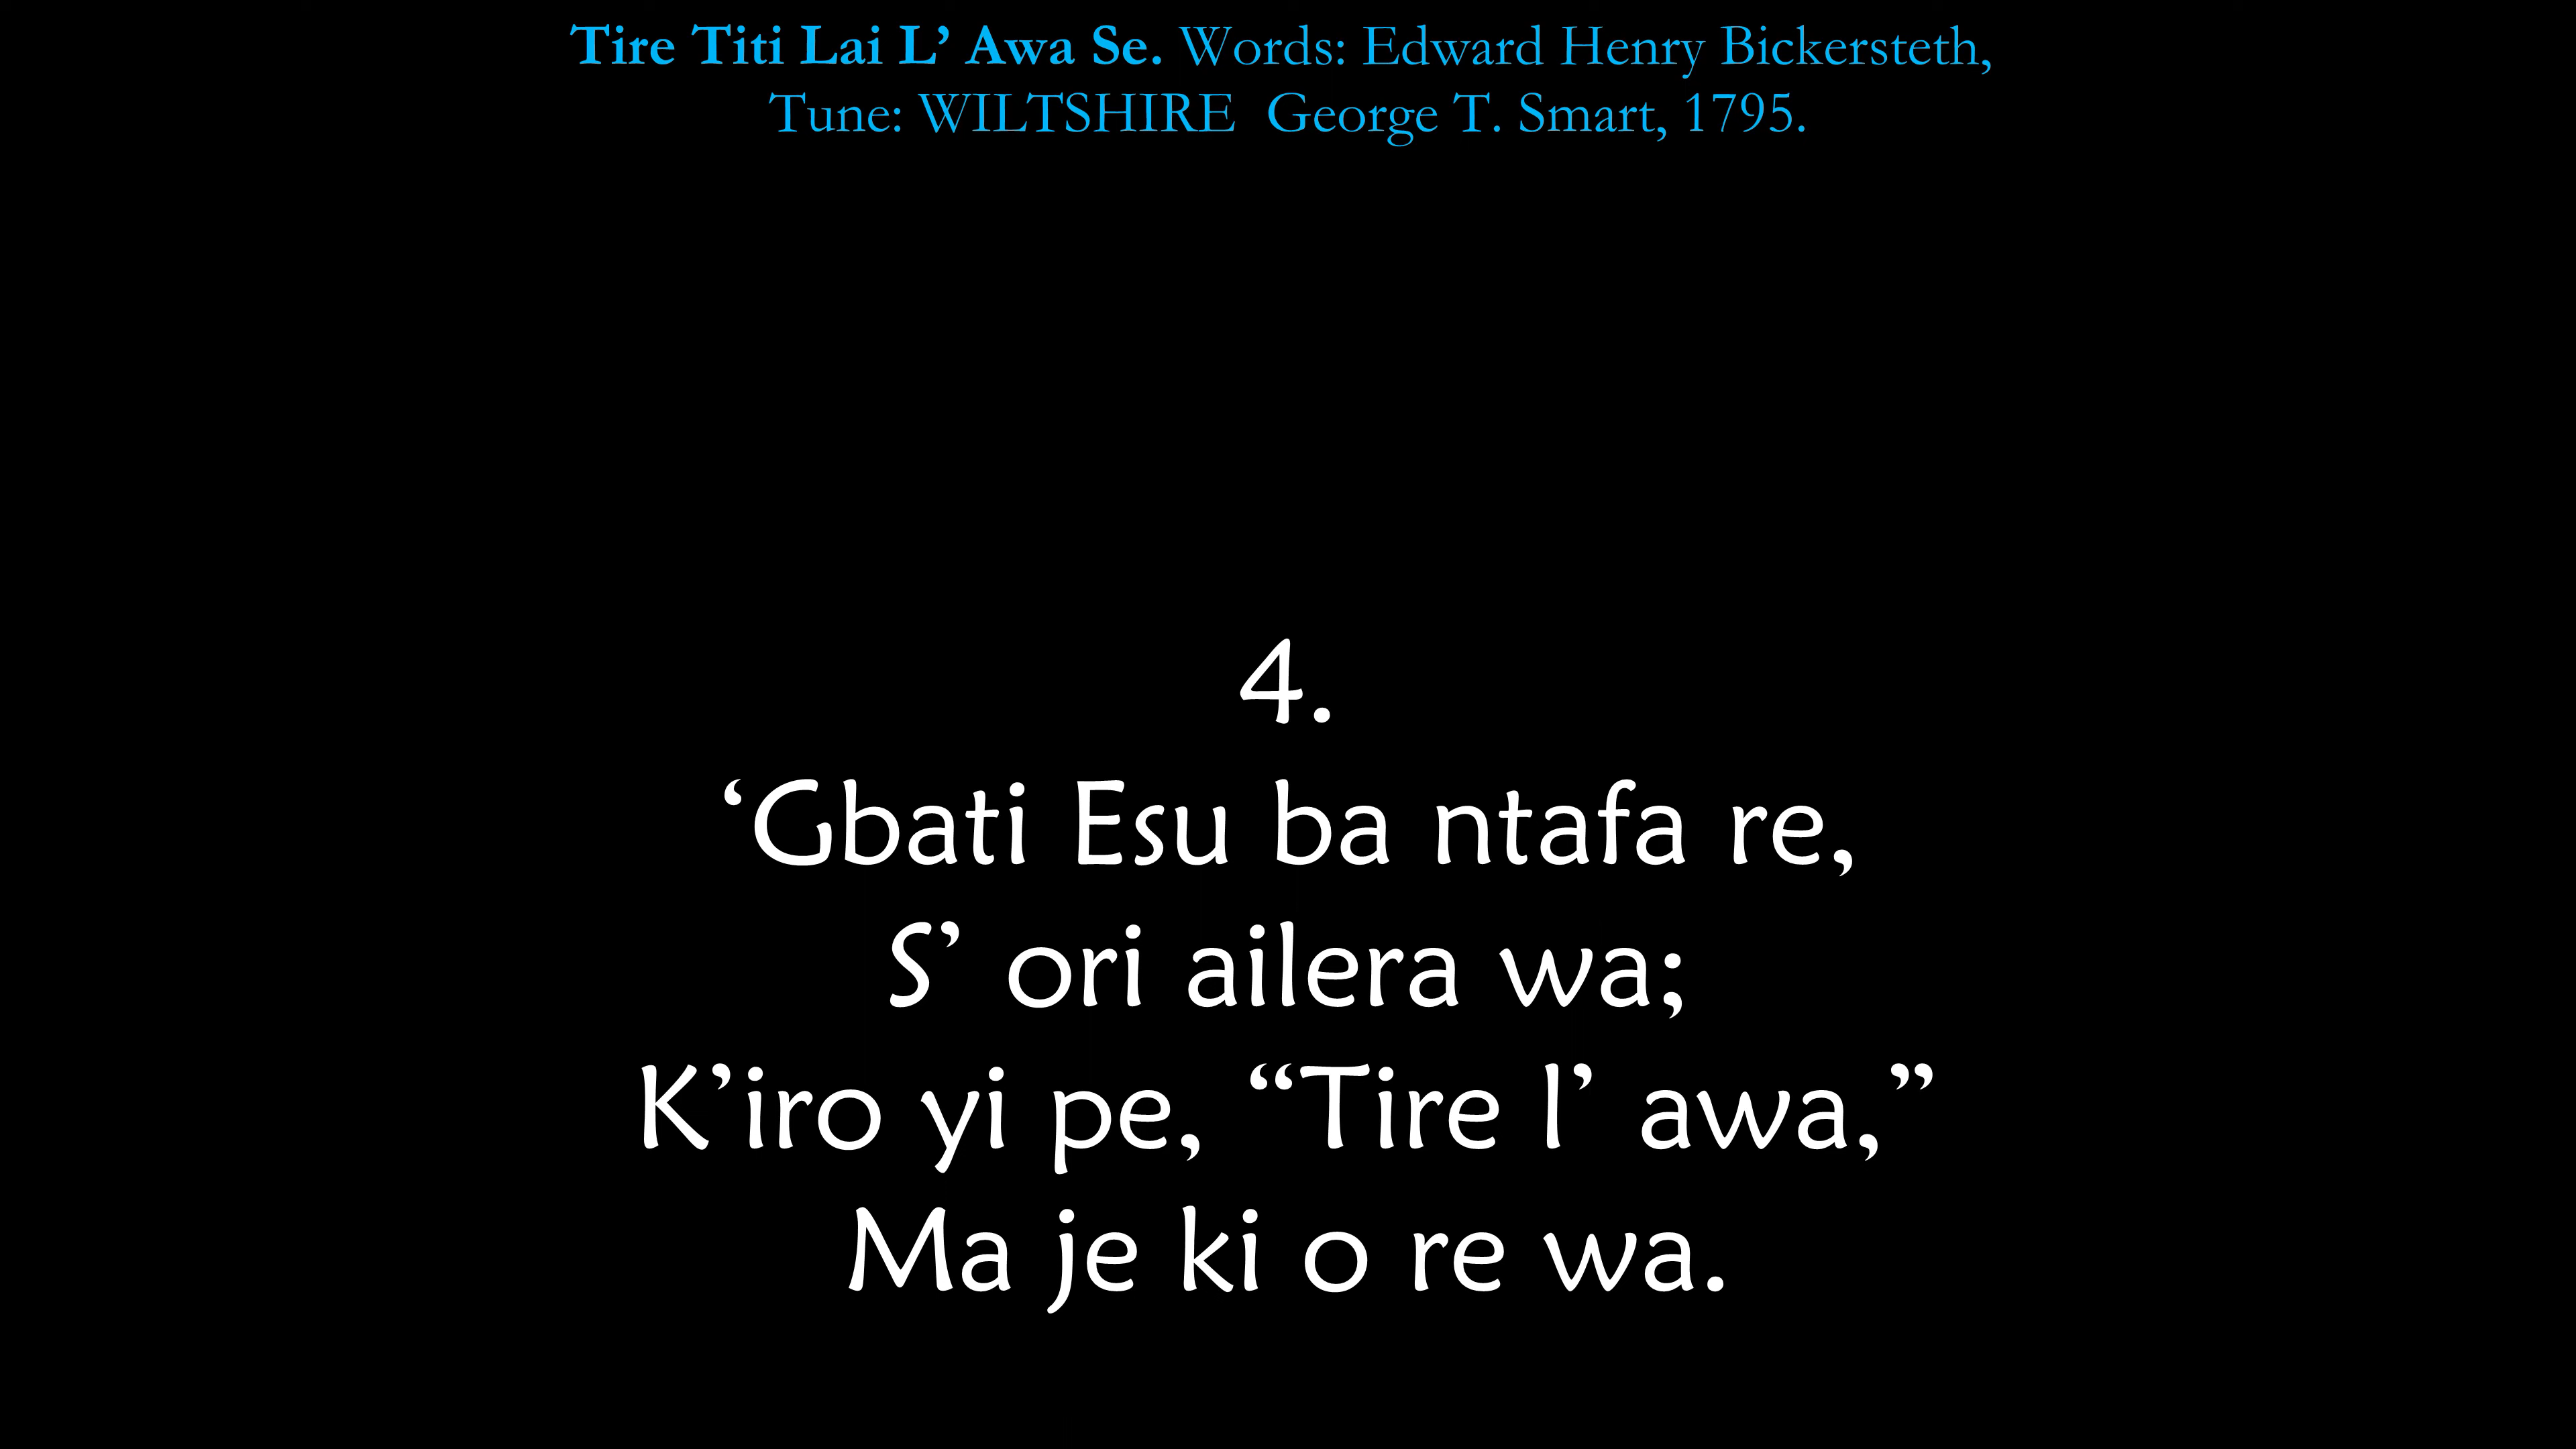 Tire Titi Lai L’ Awa Se. Words: Edward Henry Bickersteth,
Tune: WILTSHIRE  George T. Smart, 1795.
4.
‘Gbati Esu ba ntafa re,
S’ ori ailera wa;
K’iro yi pe, “Tire l’ awa,”
Ma je ki o re wa.